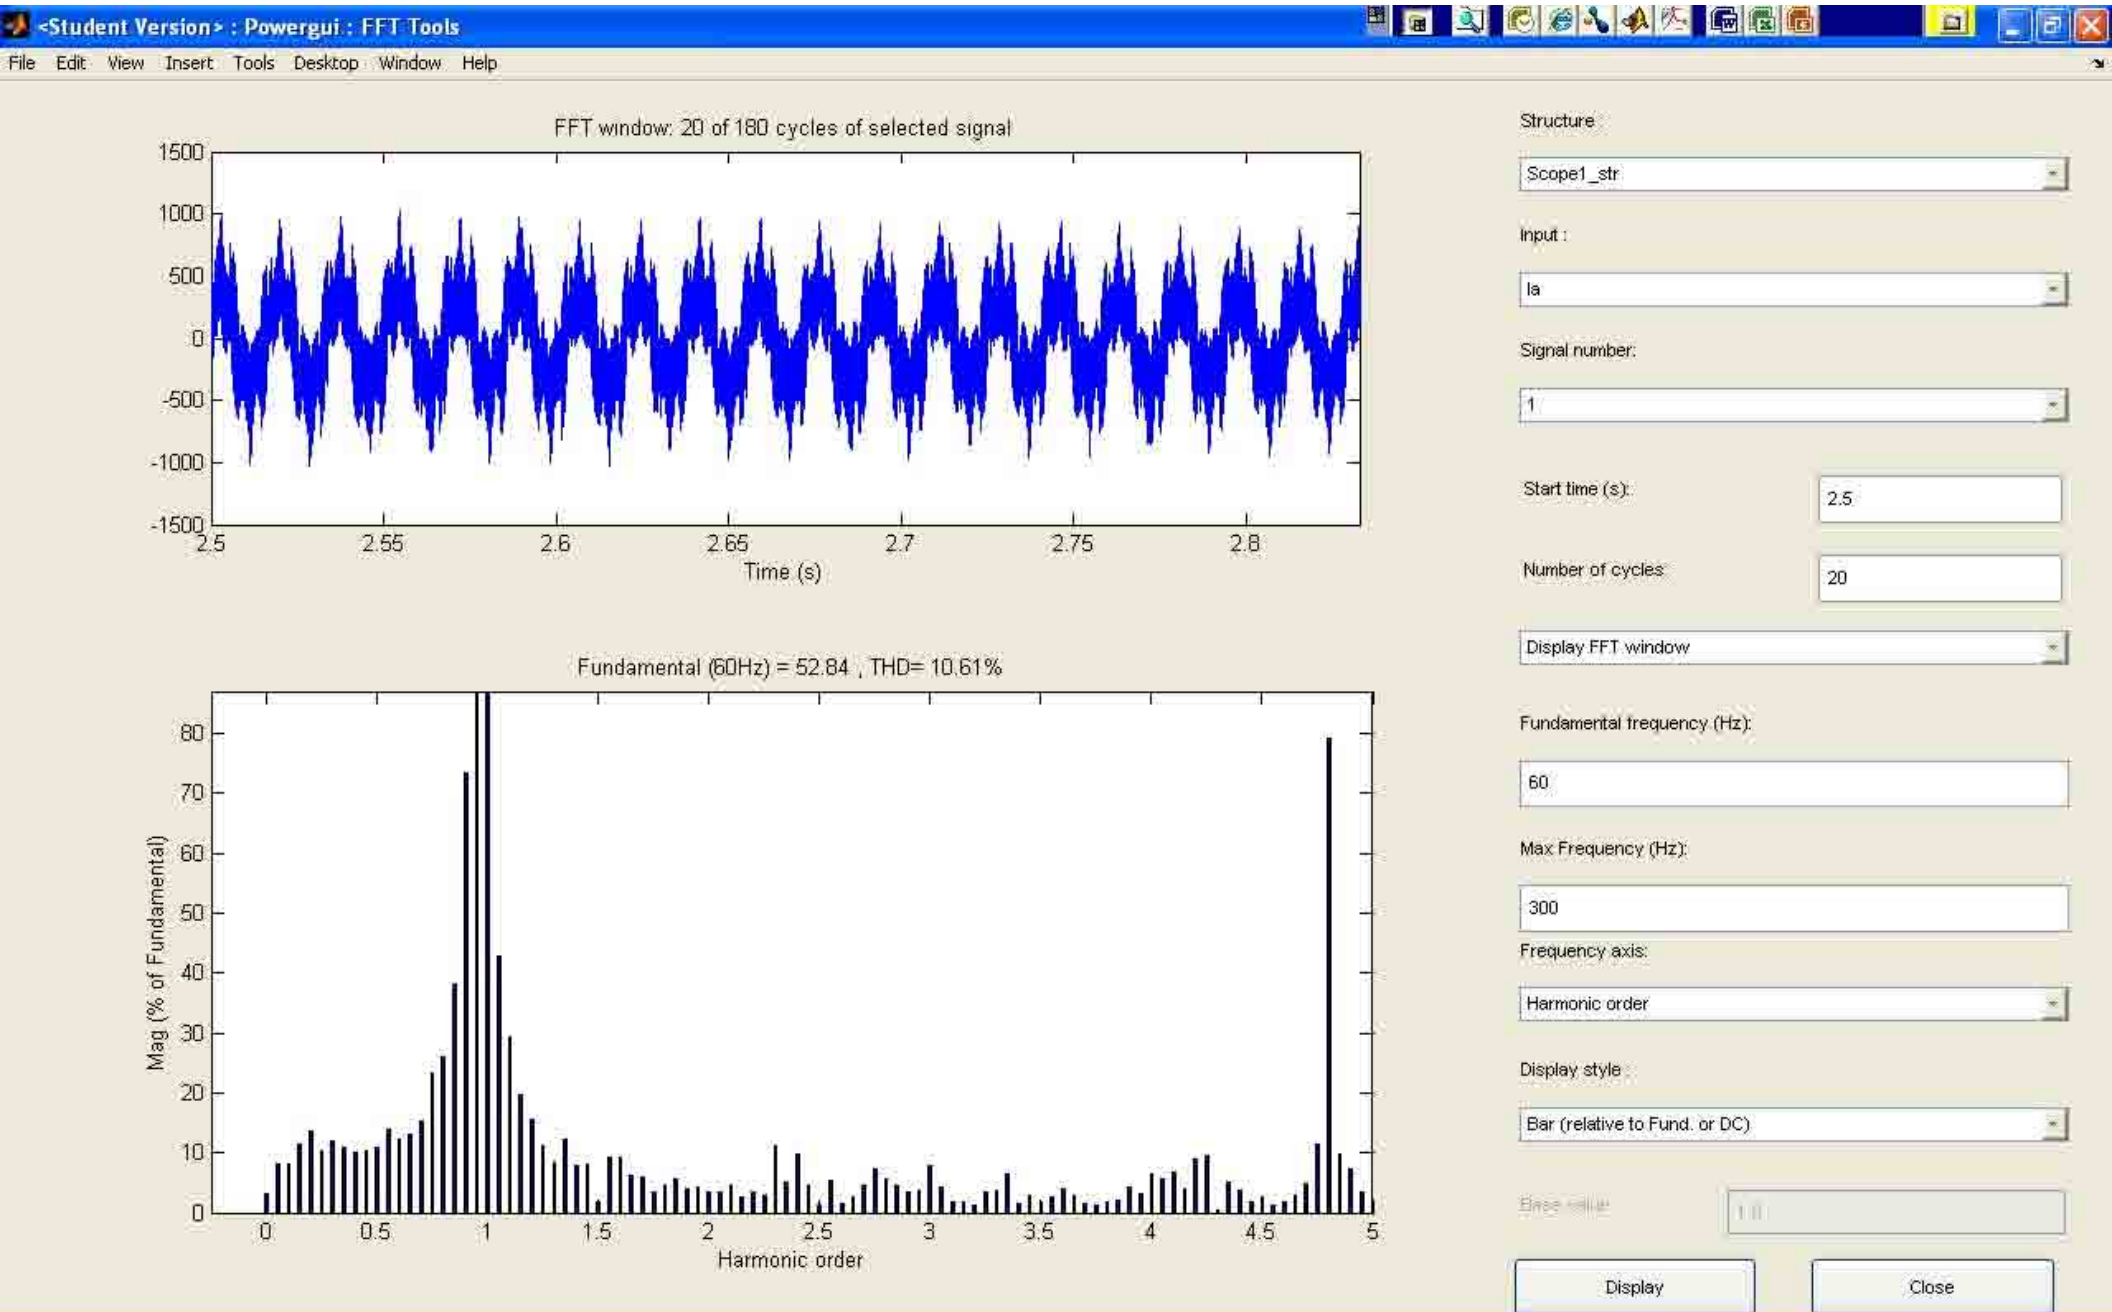 <Student Version> : Powergui : FFT Tools
File Edit View Insert Tools Desktop Window Help
FFT window: 20 of 180 cycles of selected signal
1500
1000
500
0
-500
-1000
-1500
2.5 2.55 2.6 2.65 2.7 2.75 2.8
Time (s)
Fundamental (60Hz) = 52.84 , THD= 10.61%
80
70
60
50
40
30
20
10
0
Mag (% of Fundamental)
0 0.5 1 1.5 2 2.5 3 3.5 4 4.5 5
Harmonic order
Structure :
Scope1_str
Input :
Ia
Signal number:
1
Start time (s):
2.5
Number of cycles:
20
Display FFT window
Fundamental frequency (Hz):
60
Max Frequency (Hz):
300
Frequency axis:
Harmonic order
Display style :
Bar (relative to Fund. or DC)
Base value:
1.0
Display
Close